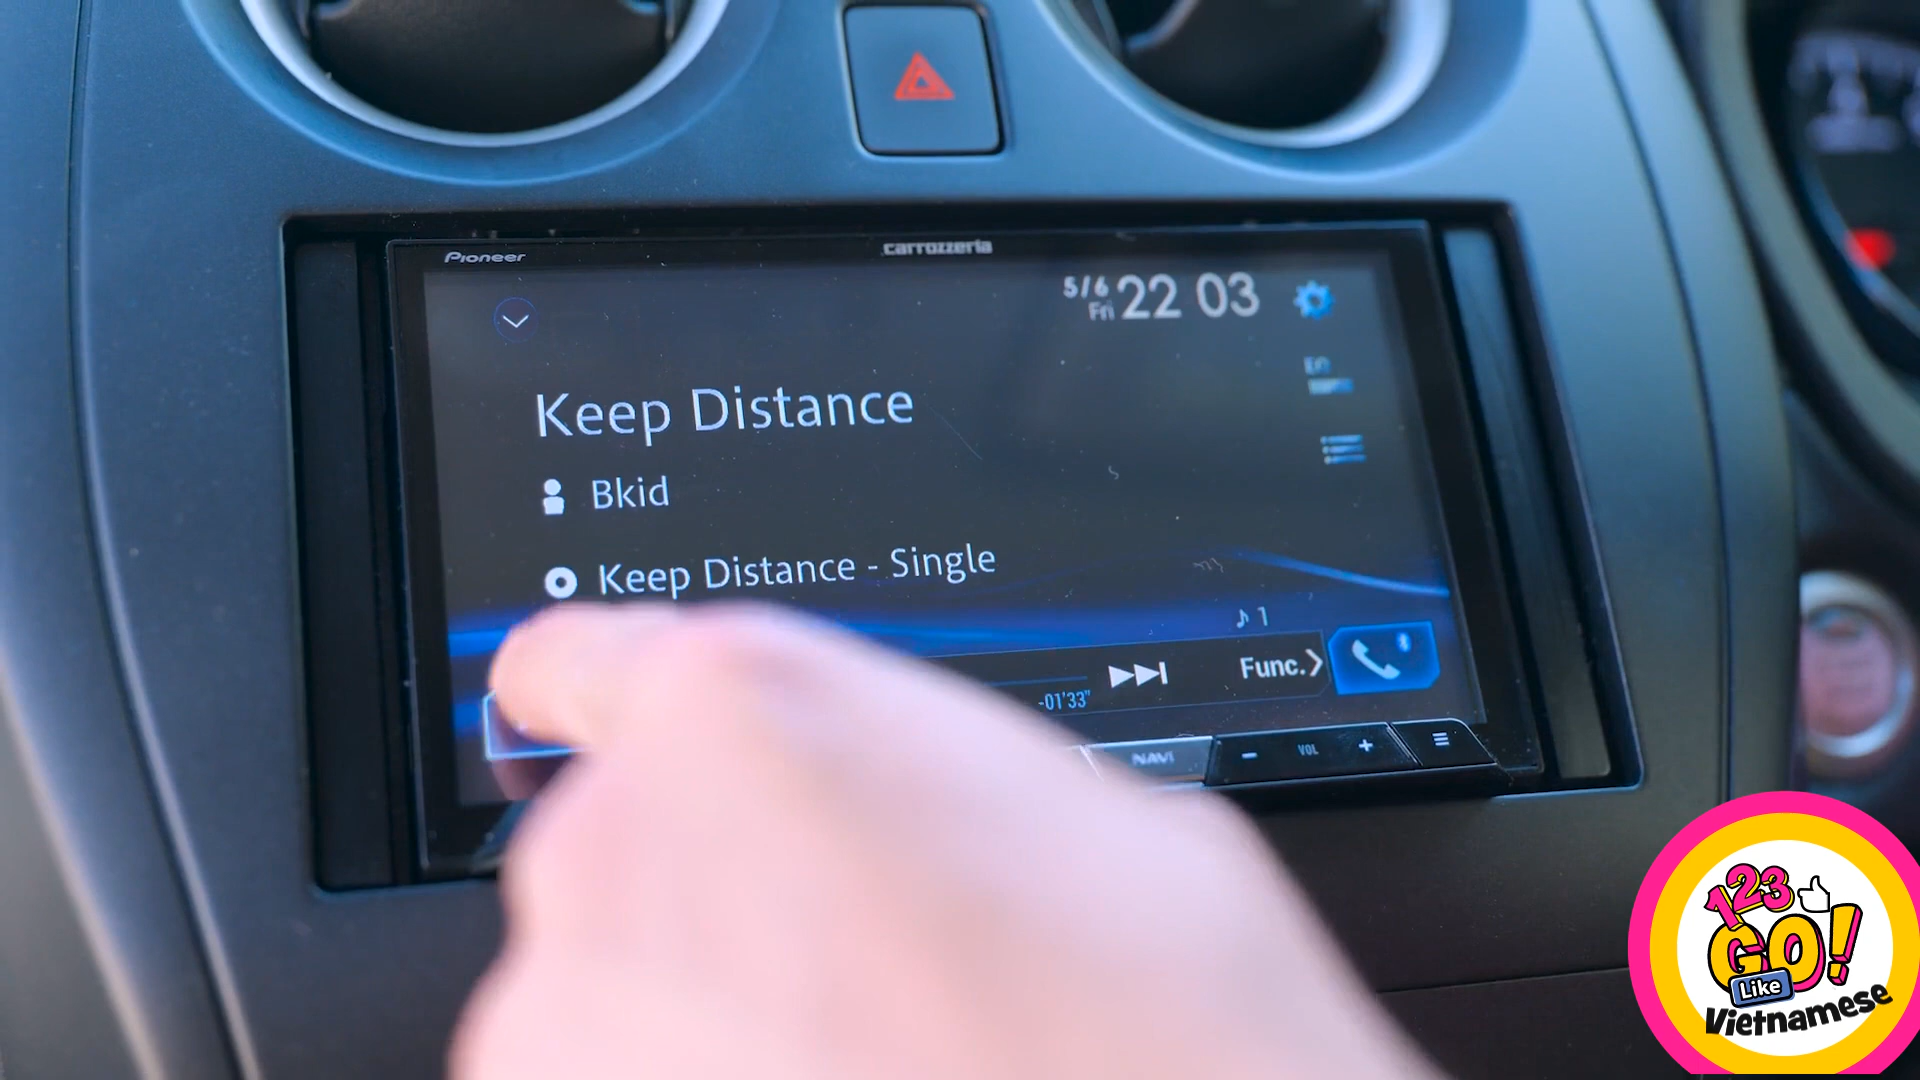 Pioneer
carrozzeria
5/6
Fri
22 03
Keep Distance
Bkid
Keep Distance - Single
1
-01'33"
Func.
NAVI
VOL
123
GO!
Like
Vietnamese